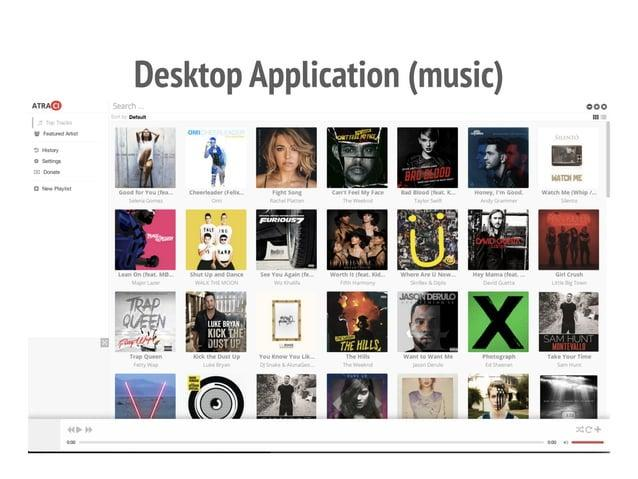 Desktop Application (music)
ATRACI
Search ...
Sort by: Default
Top Tracks
Featured Artist
History
Settings
Donate
New Playlist
OMI CHEERLEADER
SILENTÓ
WATCH ME
BAD BLOOD
Good for You (fea...
Cheerleader (Felix...
Fight Song
Can't Feel My Face
Bad Blood (feat. K...
Honey, I'm Good.
Watch Me (Whip /...
Selena Gomez
Omi
Rachel Platten
The Weeknd
Taylor Swift
Andy Grammer
Silento
FURIOUS7
DAVID GUETTA
Lean On (feat. MØ...
Shut Up and Dance
See You Again (fe...
Worth It (feat. Kid...
Where Are Ü Now...
Hey Mama (feat. ...
Girl Crush
Major Lazer
WALK THE MOON
Wiz Khalifa
Fifth Harmony
Skrillex & Diplo
David Guetta
Little Big Town
TRAP
QUEEN
Fetty Wap
LUKE BRYAN
KICK THE
DUST UP
THE HILLS
JASON DERULO
SAM HUNT
MONTEVALLO
Trap Queen
Kick the Dust Up
You Know You Lik...
The Hills
Want to Want Me
Photograph
Take Your Time
Fetty Wap
Luke Bryan
DJ Snake & AlunaGeo...
The Weeknd
Jason Derulo
Ed Sheeran
Sam Hunt
0:00
0:00